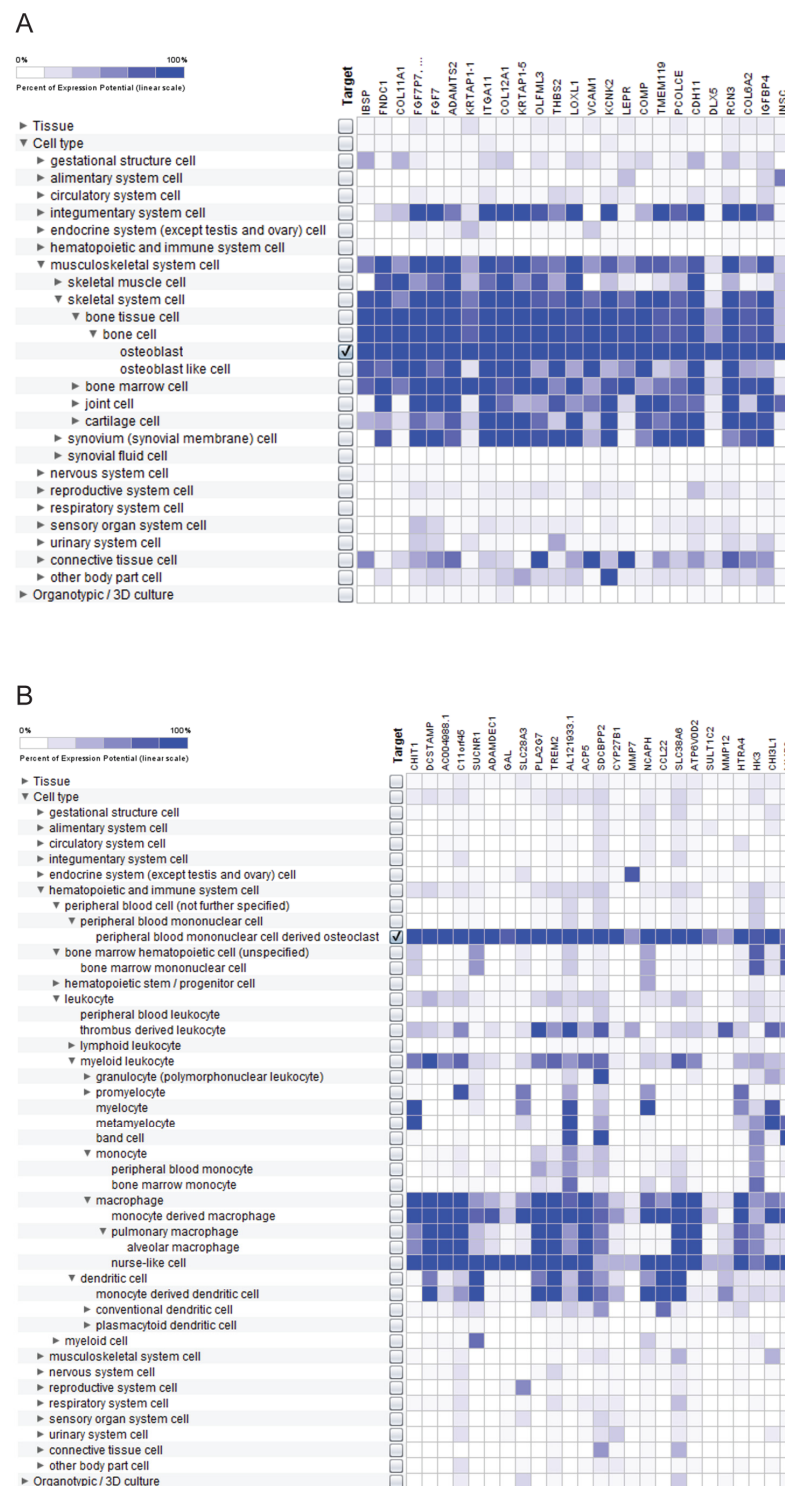 A
0% 100%
Percent of Expression Potential (linear scale)
Target
IBSP
FNDC1
COL11A1
FGF7P7, ...
FGF7
ADAMTS2
KRTAP1-1
ITGA11
COL12A1
KRTAP1-5
OLFML3
THBS2
LOXL1
VCAM1
KCNK2
LEPR
COMP
TMEM119
PCOLCE
CDH11
DLX5
RCN3
COL6A2
IGFBP4
INSC
Tissue
Cell type
gestational structure cell
alimentary system cell
circulatory system cell
integumentary system cell
endocrine system (except testis and ovary) cell
hematopoietic and immune system cell
musculoskeletal system cell
skeletal muscle cell
skeletal system cell
bone tissue cell
bone cell
osteoblast
osteoblast like cell
bone marrow cell
joint cell
cartilage cell
synovium (synovial membrane) cell
synovial fluid cell
nervous system cell
reproductive system cell
respiratory system cell
sensory organ system cell
urinary system cell
connective tissue cell
other body part cell
Organotypic / 3D culture
B
0% 100%
Percent of Expression Potential (linear scale)
Target
CHIT1
DCSTAMP
AC004988.1
C11orf45
SUCNR1
ADAMDEC1
GAL
SLC28A3
PLA2G7
TREM2
AL121933.1
ACP5
SDCBPP2
CYP27B1
MMP7
NCAPH
CCL22
SLC38A6
ATP6V0D2
SULT1C2
MMP12
HTRA4
HK3
CHI3L1
Tissue
Cell type
gestational structure cell
alimentary system cell
circulatory system cell
integumentary system cell
endocrine system (except testis and ovary) cell
hematopoietic and immune system cell
peripheral blood cell (not further specified)
peripheral blood mononuclear cell
peripheral blood mononuclear cell derived osteoclast
bone marrow hematopoietic cell (unspecified)
bone marrow mononuclear cell
hematopoietic stem / progenitor cell
leukocyte
peripheral blood leukocyte
thrombus derived leukocyte
lymphoid leukocyte
myeloid leukocyte
granulocyte (polymorphonuclear leukocyte)
promyelocyte
myelocyte
metamyelocyte
band cell
monocyte
peripheral blood monocyte
bone marrow monocyte
macrophage
monocyte derived macrophage
pulmonary macrophage
alveolar macrophage
nurse-like cell
dendritic cell
monocyte derived dendritic cell
conventional dendritic cell
plasmacytoid dendritic cell
myeloid cell
musculoskeletal system cell
nervous system cell
reproductive system cell
respiratory system cell
sensory organ system cell
urinary system cell
connective tissue cell
other body part cell
Organotypic / 3D culture